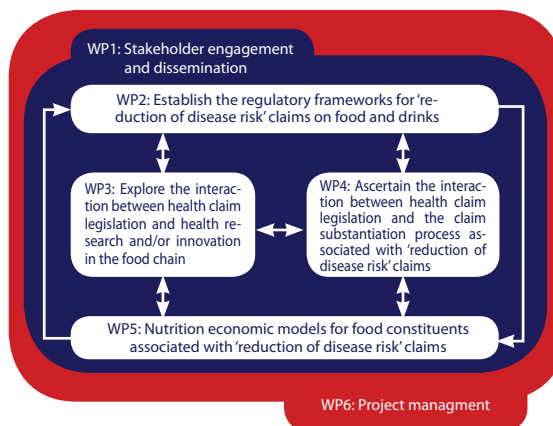 WP1: Stakeholder engagement
and dissemination
WP2: Establish the regulatory frameworks for ‘re-
duction of disease risk’ claims on food and drinks
WP3: Explore the interaction
between health claim
legislation and health re-
search and/or innovation
in the food chain
WP4: Ascertain the interac-
tion between health claim
legislation and the claim
substantiation process as-
sociated with ‘reduction of
disease risk’ claims
WP5: Nutrition economic models for food constituents
associated with ‘reduction of disease risk’ claims
WP6: Project managment